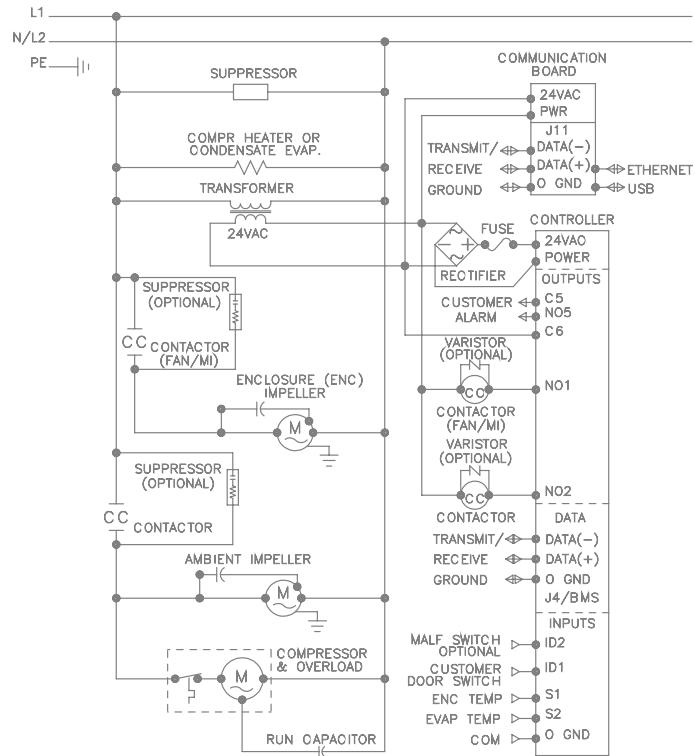 L1
N/L2
PE
SUPPRESSOR
COMMUNICATION
BOARD
24VAC
PWR
J11
TRANSMIT/
DATA(-)
RECEIVE
DATA(+)
ETHERNET
GROUND
O GND
USB
COMPR HEATER OR
CONDENSATE EVAP.
TRANSFORMER
24VAC
CONTROLLER
FUSE
24VAO
POWER
RECTIFIER
OUTPUTS
CUSTOMER
ALARM
C5
NO5
C6
SUPPRESSOR
(OPTIONAL)
CC
CONTACTOR
(FAN/MI)
VARISTOR
(OPTIONAL)
CC
NO1
CONTACTOR
(FAN/MI)
ENCLOSURE (ENC)
IMPELLER
M
VARISTOR
(OPTIONAL)
CC
NO2
CONTACTOR
SUPPRESSOR
(OPTIONAL)
CC
CONTACTOR
DATA
TRANSMIT/
DATA(-)
RECEIVE
DATA(+)
GROUND
O GND
J4/BMS
AMBIENT IMPELLER
M
INPUTS
MALF SWITCH
OPTIONAL
ID2
CUSTOMER
DOOR SWITCH
ID1
ENC TEMP
S1
EVAP TEMP
S2
COM
O GND
COMPRESSOR
& OVERLOAD
M
RUN CAPACITOR